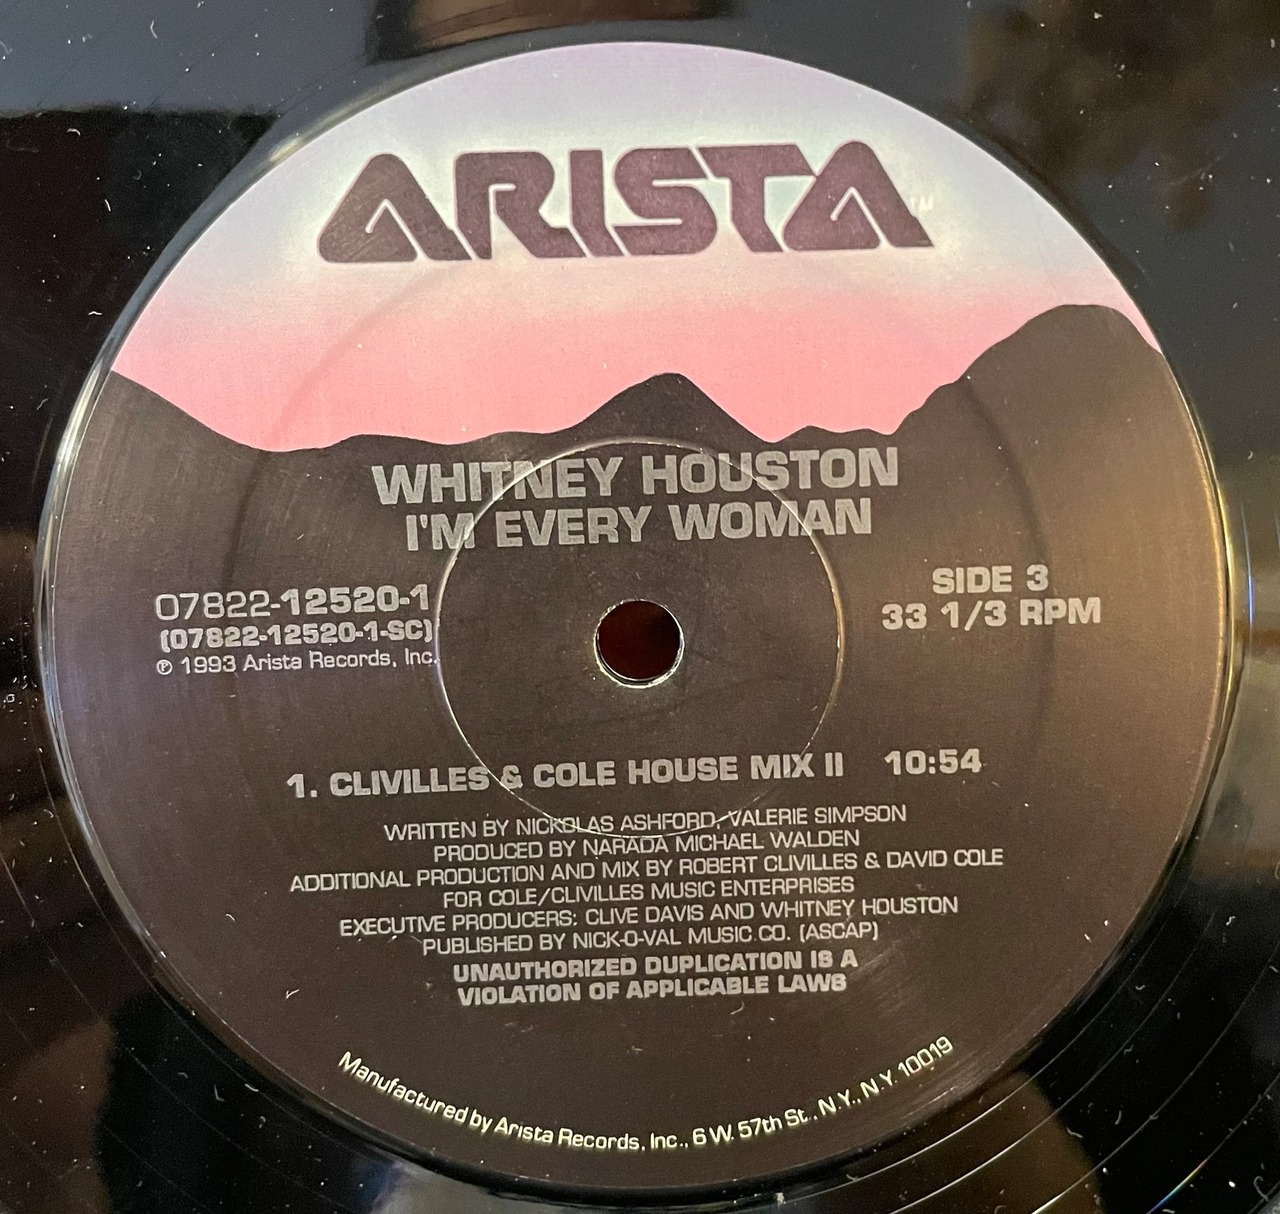 ARISTA™
WHITNEY HOUSTON
I'M EVERY WOMAN
07822-12520-1
(07822-12520-1-SC)
℗ 1993 Arista Records, Inc.
SIDE 3
33 1/3 RPM
1. CLIVILLES & COLE HOUSE MIX II 10:54
WRITTEN BY NICKOLAS ASHFORD, VALERIE SIMPSON
PRODUCED BY NARADA MICHAEL WALDEN
ADDITIONAL PRODUCTION AND MIX BY ROBERT CLIVILLES & DAVID COLE
FOR COLE/CLIVILLES MUSIC ENTERPRISES
EXECUTIVE PRODUCERS: CLIVE DAVIS AND WHITNEY HOUSTON
PUBLISHED BY NICK-O-VAL MUSIC CO. (ASCAP)
UNAUTHORIZED DUPLICATION IS A
VIOLATION OF APPLICABLE LAWS
Manufactured by Arista Records, Inc., 6 W. 57th St., N.Y., N.Y. 10019